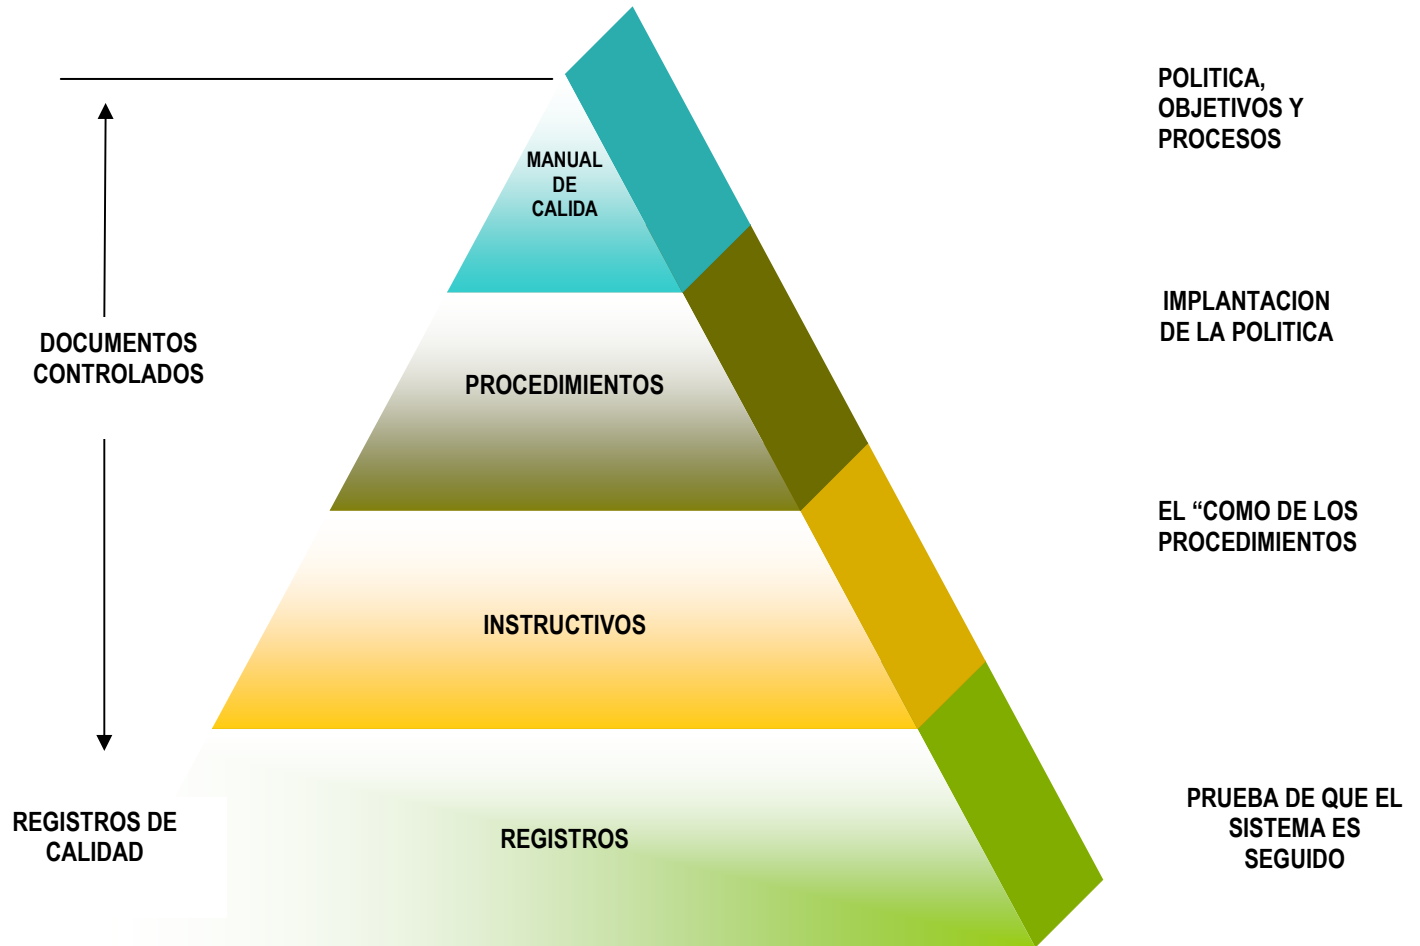 POLITICA,
OBJETIVOS Y
PROCESOS
MANUAL
DE
CALIDA
IMPLANTACION
DE LA POLITICA
DOCUMENTOS
CONTROLADOS
PROCEDIMIENTOS
EL “COMO DE LOS
PROCEDIMIENTOS
INSTRUCTIVOS
PRUEBA DE QUE EL
SISTEMA ES
SEGUIDO
REGISTROS DE
CALIDAD
REGISTROS